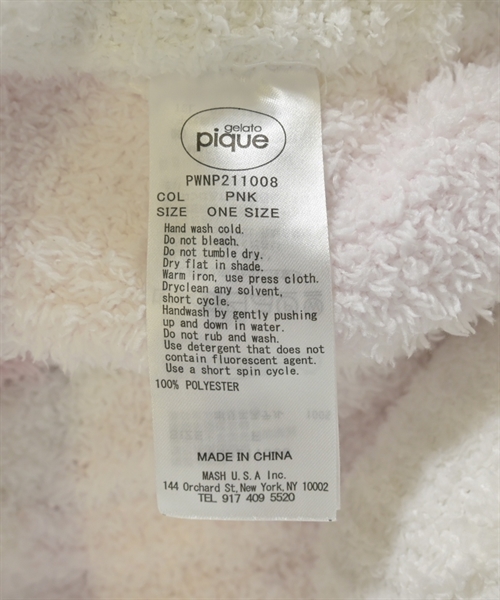 gelato
pique
PWNP211008
COL PNK
SIZE ONE SIZE
Hand wash cold.
Do not bleach.
Do not tumble dry.
Dry flat in shade.
Warm iron, use press cloth.
Dryclean any solvent,
short cycle.
Handwash by gently pushing
up and down in water.
Do not rub and wash.
Use detergent that does not
contain fluorescent agent.
Use a short spin cycle.
100% POLYESTER
MADE IN CHINA
MASH U.S.A Inc.
144 Orchard St, New York, NY 10002
TEL 917 409 5520